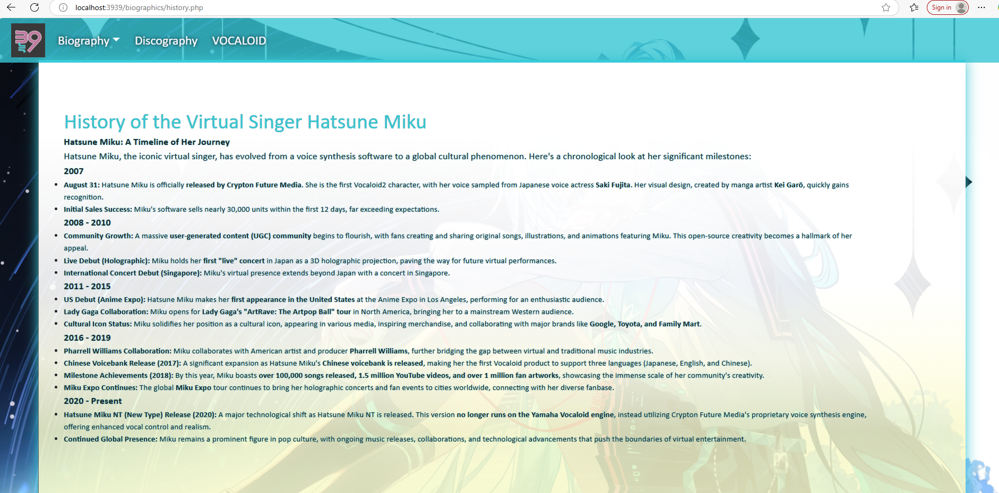 localhost:3939/biographics/history.php
Sign in
39
Biography
Discography
VOCALOID
History of the Virtual Singer Hatsune Miku
Hatsune Miku: A Timeline of Her Journey
Hatsune Miku, the iconic virtual singer, has evolved from a voice synthesis software to a global cultural phenomenon. Here's a chronological look at her significant milestones:
2007
• August 31: Hatsune Miku is officially released by Crypton Future Media. She is the first Vocaloid2 character, with her voice sampled from Japanese voice actress Saki Fujita. Her visual design, created by manga artist Kei Garō, quickly gains
recognition.
• Initial Sales Success: Miku's software sells nearly 30,000 units within the first 12 days, far exceeding expectations.
2008 - 2010
• Community Growth: A massive user-generated content (UGC) community begins to flourish, with fans creating and sharing original songs, illustrations, and animations featuring Miku. This open-source creativity becomes a hallmark of her
appeal.
• Live Debut (Holographic): Miku holds her first "live" concert in Japan as a 3D holographic projection, paving the way for future virtual performances.
• International Concert Debut (Singapore): Miku's virtual presence extends beyond Japan with a concert in Singapore.
2011 - 2015
• US Debut (Anime Expo): Hatsune Miku makes her first appearance in the United States at the Anime Expo in Los Angeles, performing for an enthusiastic audience.
• Lady Gaga Collaboration: Miku opens for Lady Gaga's "ArtRave: The Artpop Ball" tour in North America, bringing her to a mainstream Western audience.
• Cultural Icon Status: Miku solidifies her position as a cultural icon, appearing in various media, inspiring merchandise, and collaborating with major brands like Google, Toyota, and Family Mart.
2016 - 2019
• Pharrell Williams Collaboration: Miku collaborates with American artist and producer Pharrell Williams, further bridging the gap between virtual and traditional music industries.
• Chinese Voicebank Release (2017): A significant expansion as Hatsune Miku's Chinese voicebank is released, making her the first Vocaloid product to support three languages (Japanese, English, and Chinese).
• Milestone Achievements (2018): By this year, Miku boasts over 100,000 songs released, 1.5 million YouTube videos, and over 1 million fan artworks, showcasing the immense scale of her community's creativity.
• Miku Expo Continues: The global Miku Expo tour continues to bring her holographic concerts and fan events to cities worldwide, connecting with her diverse fanbase.
2020 - Present
• Hatsune Miku NT (New Type) Release (2020): A major technological shift as Hatsune Miku NT is released. This version no longer runs on the Yamaha Vocaloid engine, instead utilizing Crypton Future Media's proprietary voice synthesis engine,
offering enhanced vocal control and realism.
• Continued Global Presence: Miku remains a prominent figure in pop culture, with ongoing music releases, collaborations, and technological advancements that push the boundaries of virtual entertainment.